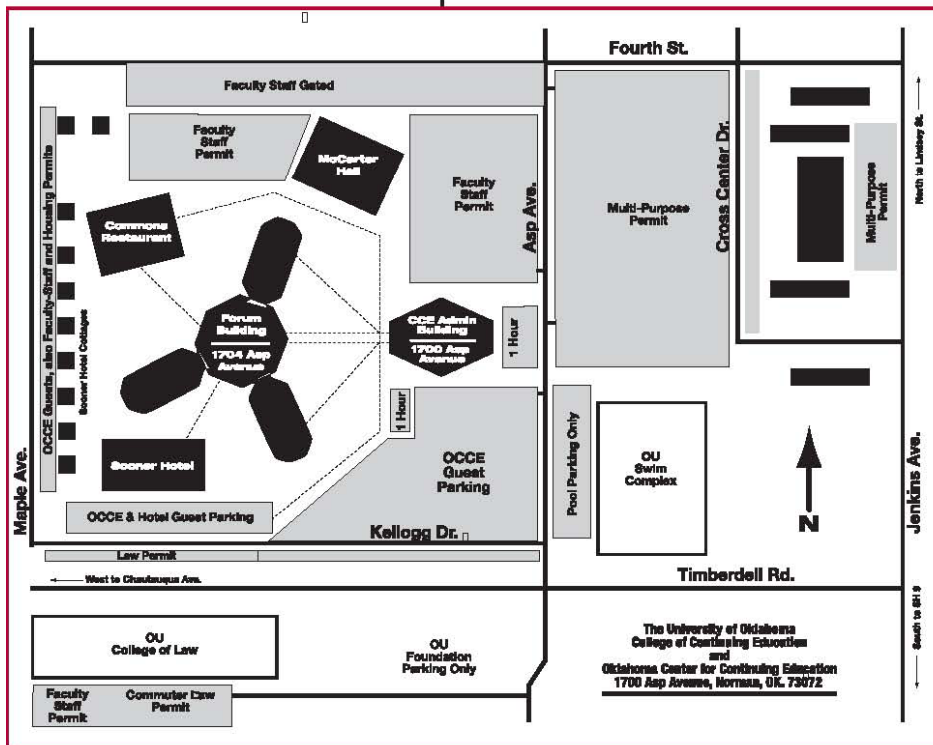 Fourth St.
Faculty Staff Gated
Faculty
Staff
Permit
McCarter
Hall
Faculty
Staff
Permit
Asp Ave.
Multi-Purpose
Permit
Cross Center Dr.
Multi-Purpose
Permit
North to Lindsey St.
OCCE Guests, also Faculty-Staff and Housing Permits
Sooner Hotel Cottages
Commons
Restaurant
Forum
Building
1704 Asp
Avenue
CCE Admin
Building
1700 Asp
Avenue
1 Hour
1 Hour
Sooner Hotel
OCCE
Guest
Parking
Pool Parking Only
OU
Swim
Complex
N
Maple Ave.
Jenkins Ave.
OCCE & Hotel Guest Parking
Kellogg Dr.
Law Permit
West to Chautauqua Ave.
Timberdell Rd.
South to SH 9
OU
College of Law
OU
Foundation
Parking Only
The University of Oklahoma
College of Continuing Education
and
Oklahoma Center for Continuing Education
1700 Asp Avenue, Norman, OK. 73072
Faculty
Staff
Permit
Commuter Law
Permit